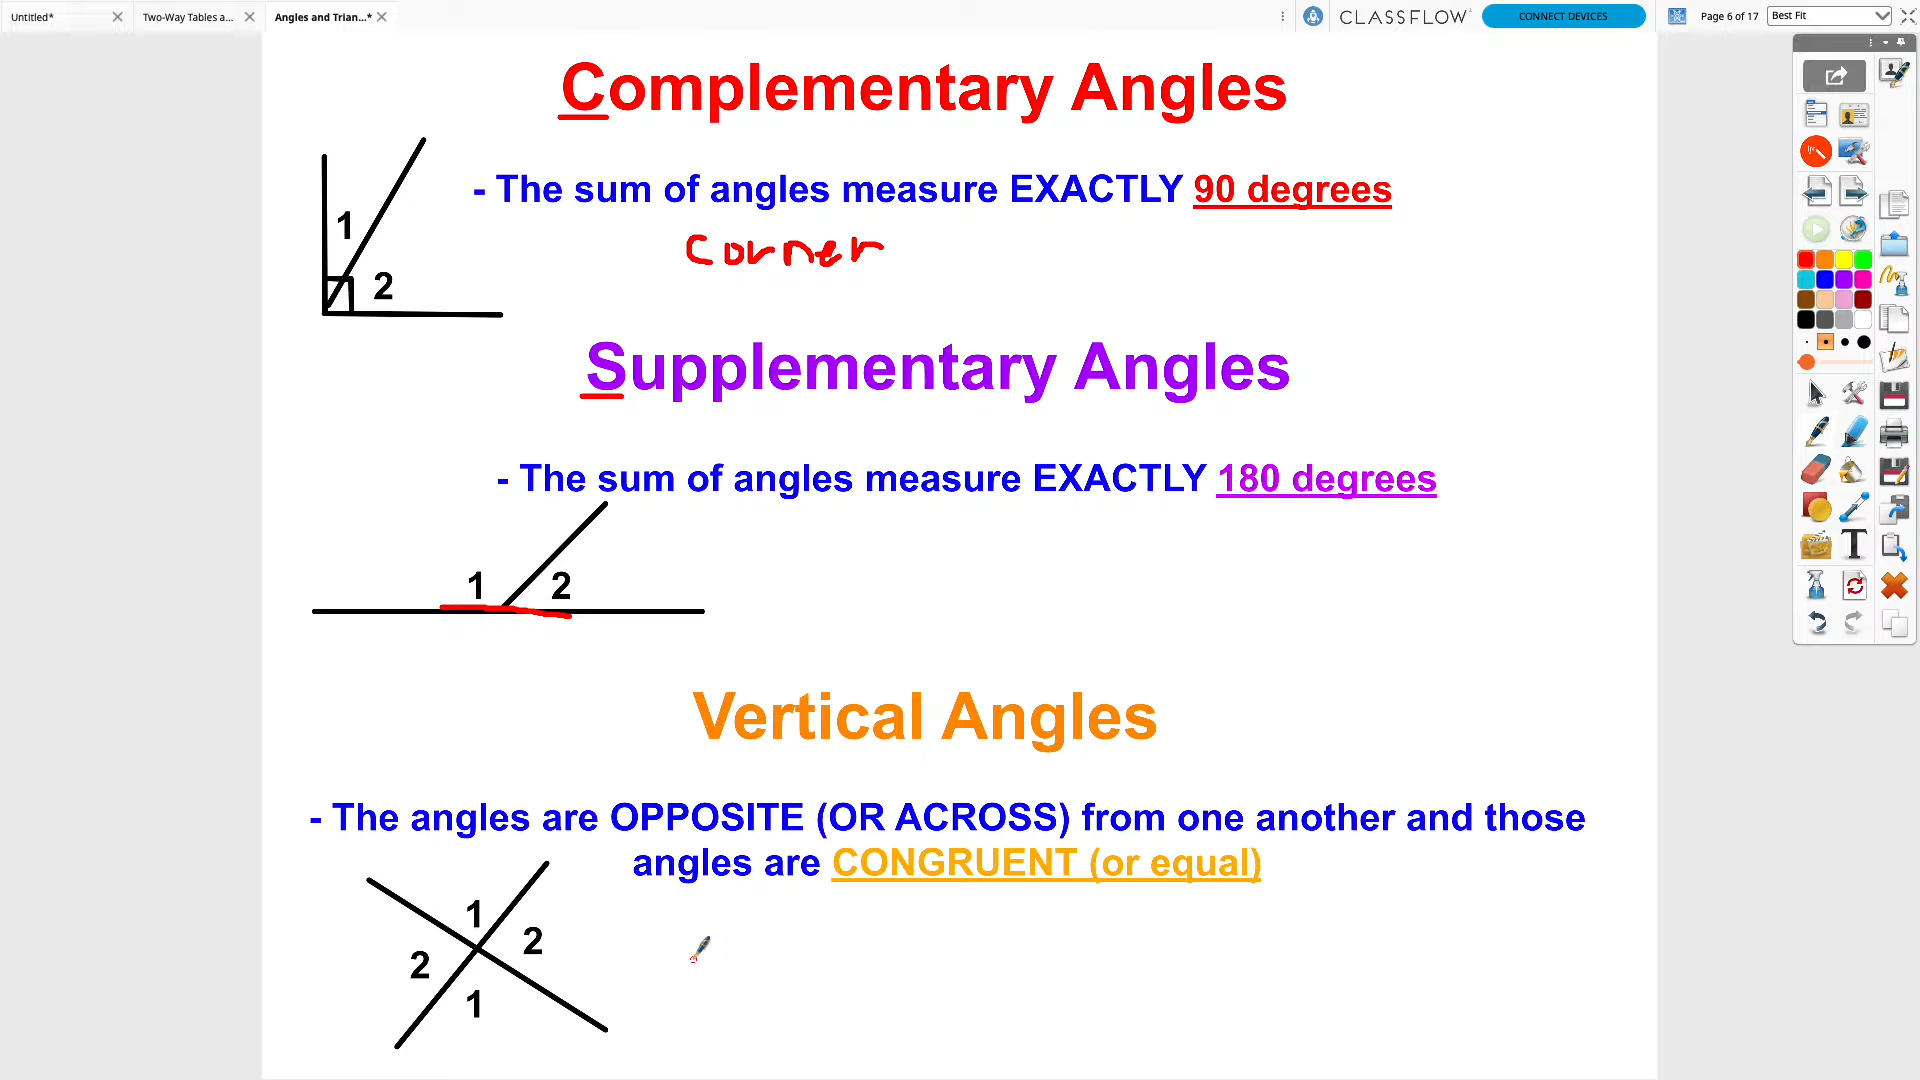 Untitled*
Two-Way Tables a...
Angles and Trian...*
CLASSFLOW
CONNECT DEVICES
Page 6 of 17
Best Fit
Complementary Angles
- The sum of angles measure EXACTLY 90 degrees
corner
1
2
Supplementary Angles
- The sum of angles measure EXACTLY 180 degrees
1 2
Vertical Angles
- The angles are OPPOSITE (OR ACROSS) from one another and those
angles are CONGRUENT (or equal)
1
2
2
1
T